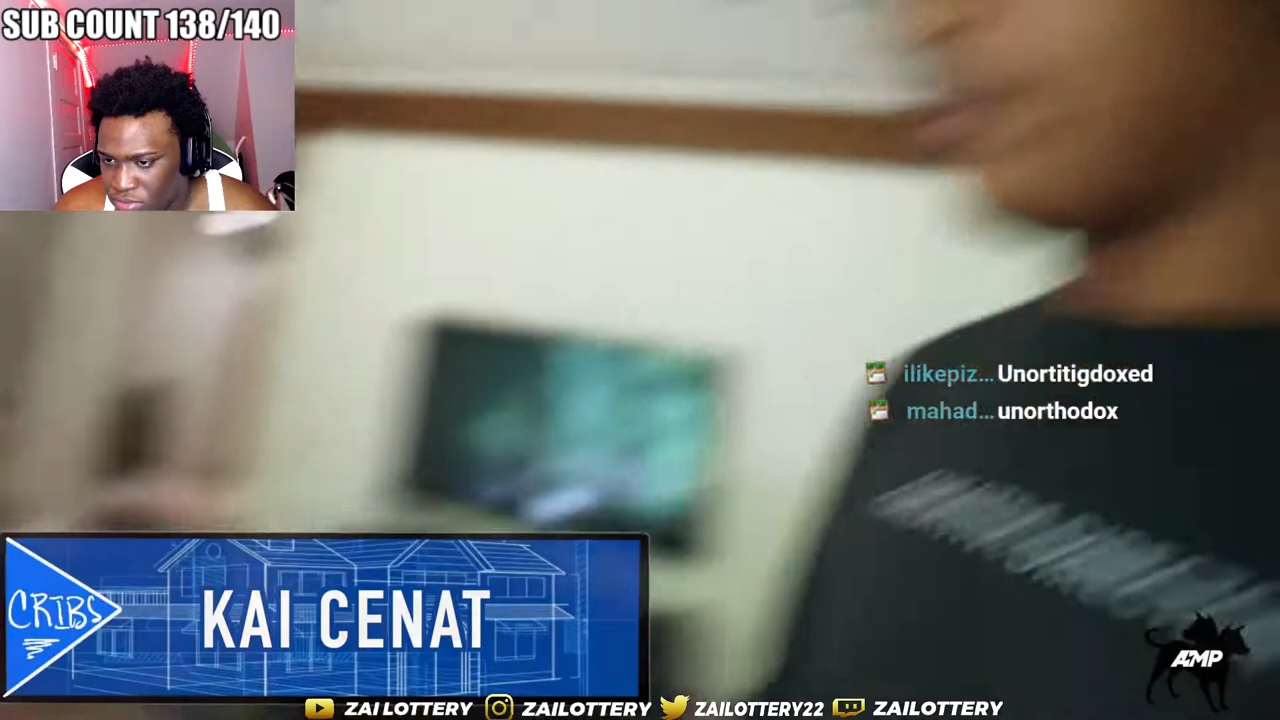 SUB COUNT 138/140
ilikepiz... Unortitigdoxed
mahad... unorthodox
CRIBS
KAI CENAT
AMP
ZAI LOTTERY ZAILOTTERY ZAILOTTERY22 ZAILOTTERY